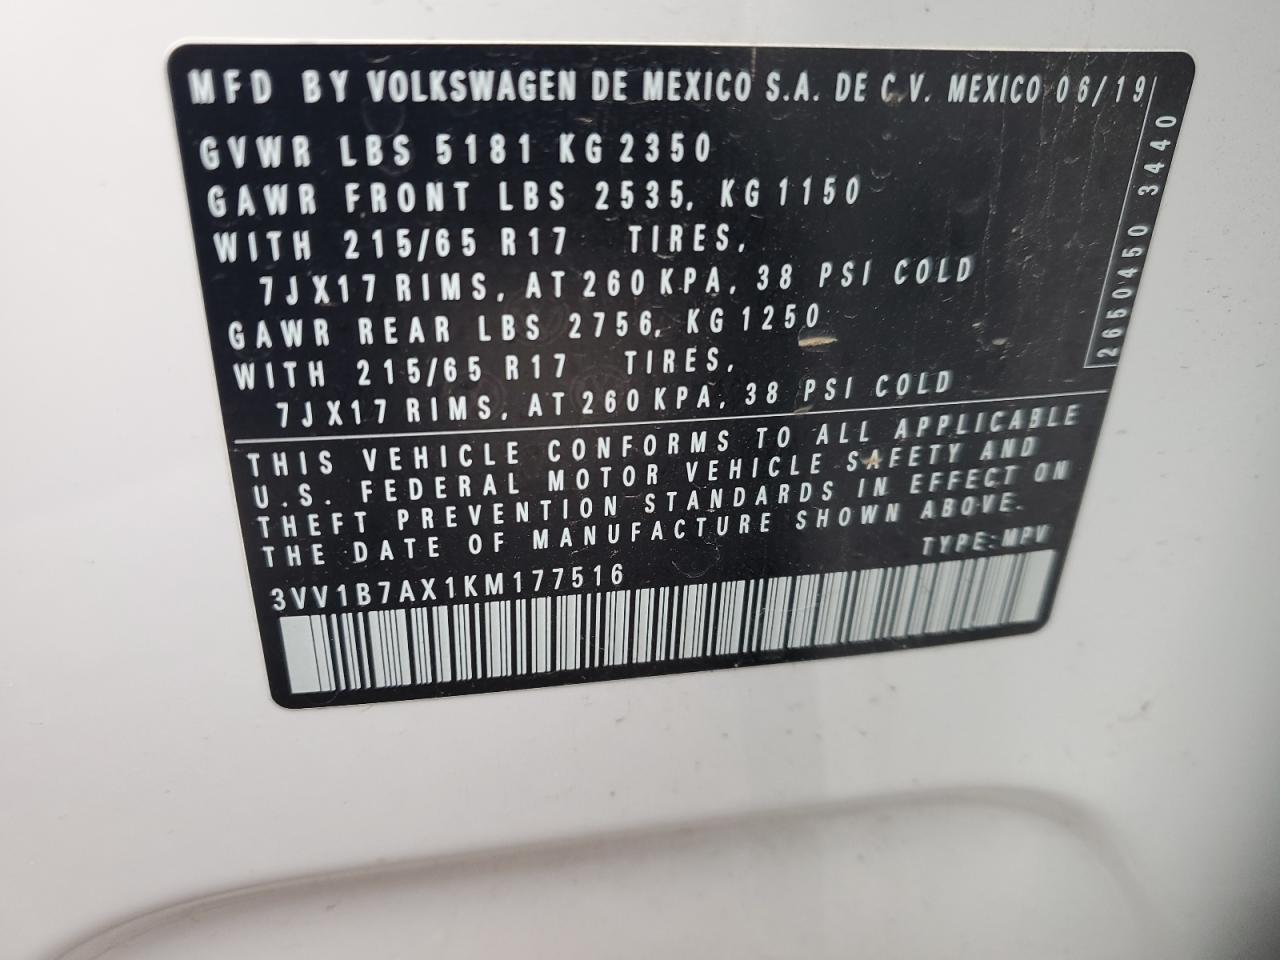 MFD BY VOLKSWAGEN DE MEXICO S.A. DE C.V. MEXICO 06/19
GVWR LBS 5181 KG 2350
GAWR FRONT LBS 2535, KG 1150
WITH 215/65 R17 TIRES,
7JX17 RIMS, AT 260 KPA, 38 PSI COLD
GAWR REAR LBS 2756, KG 1250
WITH 215/65 R17 TIRES,
7JX17 RIMS, AT 260 KPA, 38 PSI COLD
2650450 3440
THIS VEHICLE CONFORMS TO ALL APPLICABLE
U.S. FEDERAL MOTOR VEHICLE SAFETY AND
THEFT PREVENTION STANDARDS IN EFFECT ON
THE DATE OF MANUFACTURE SHOWN ABOVE.
TYPE: MPV
3VV1B7AX1KM177516